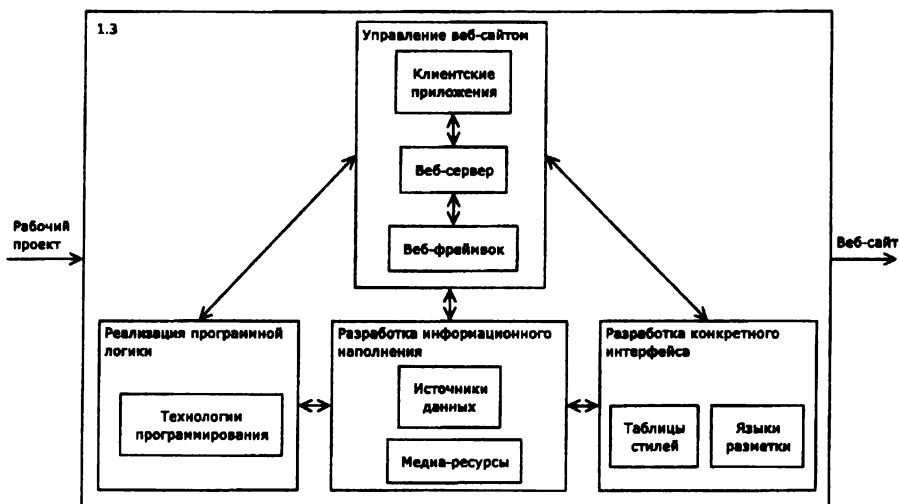 1.3
Управление веб-сайтом
Клиентские
приложения
Веб-сервер
Веб-фреймвок
Рабочий
проект
Веб-сайт
Реализация программной
логики
Технологии
программирования
Разработка информационного
наполнения
Источники
данных
Медиа-ресурсы
Разработка конкретного
интерфейса
Таблицы
стилей
Языки
разметки